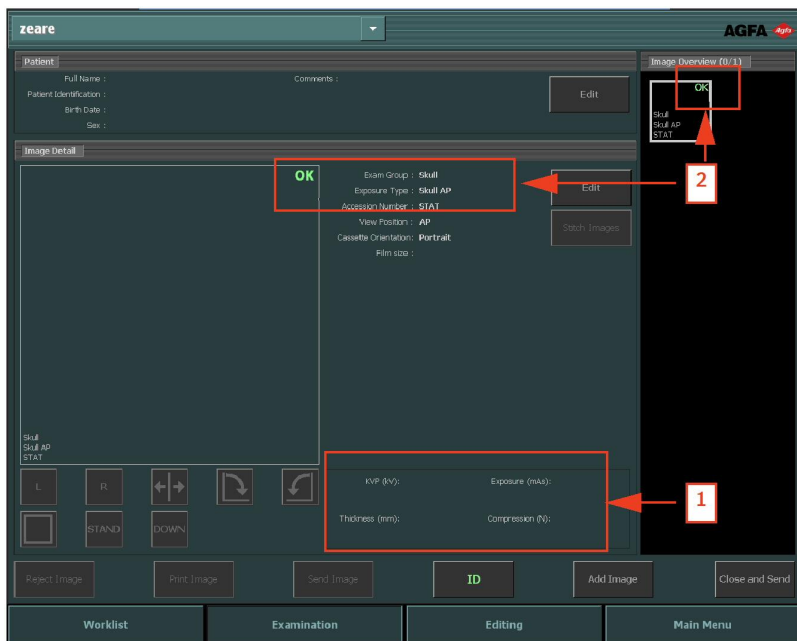 zeare
AGFA Agfa
Patient
Full Name :
Comments :
Patient Identification :
Birth Date :
Sex :
Edit
Image Overview (0/1)
OK
Skull
Skull AP
STAT
Image Detail
OK
Exam Group : Skull
Exposure Type : Skull AP
Accession Number : STAT
View Position : AP
Cassette Orientation: Portrait
Film size :
Edit
Stitch Images
2
Skull
Skull AP
STAT
L
R
STAND
DOWN
KVP (kV):
Exposure (mAs):
Thickness (mm):
Compression (N):
1
Reject Image
Print Image
Send Image
ID
Add Image
Close and Send
Worklist
Examination
Editing
Main Menu